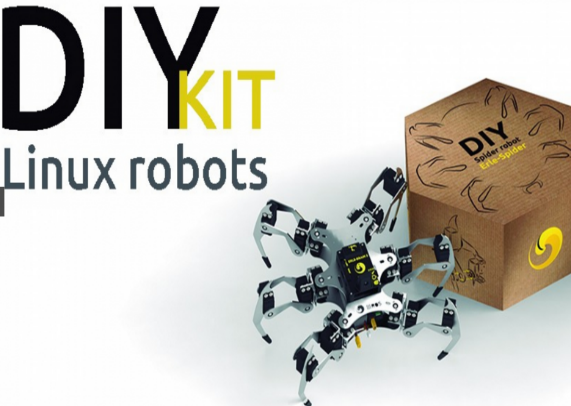 DIY
KIT
Linux robots
DIY
Spider robot
Erle-Spider